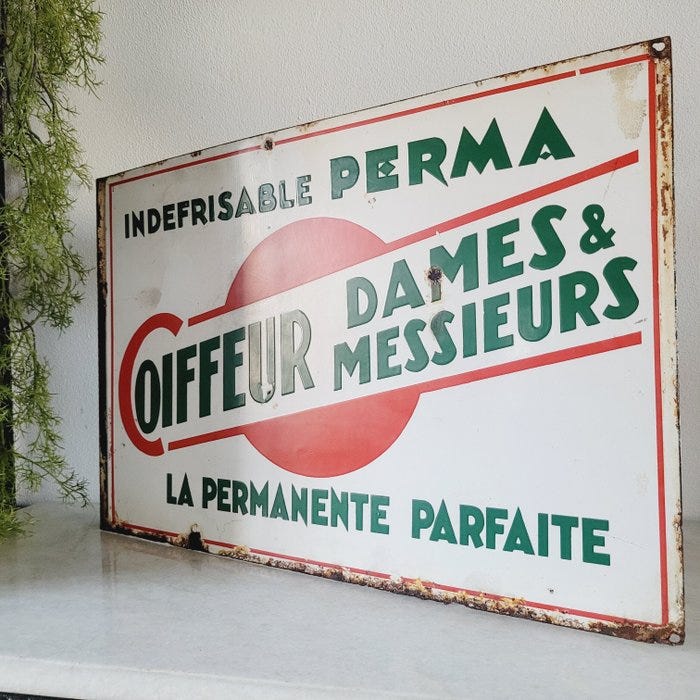 INDEFRISABLE PERMA
COIFFEUR DAMES &
MESSIEURS
LA PERMANENTE PARFAITE